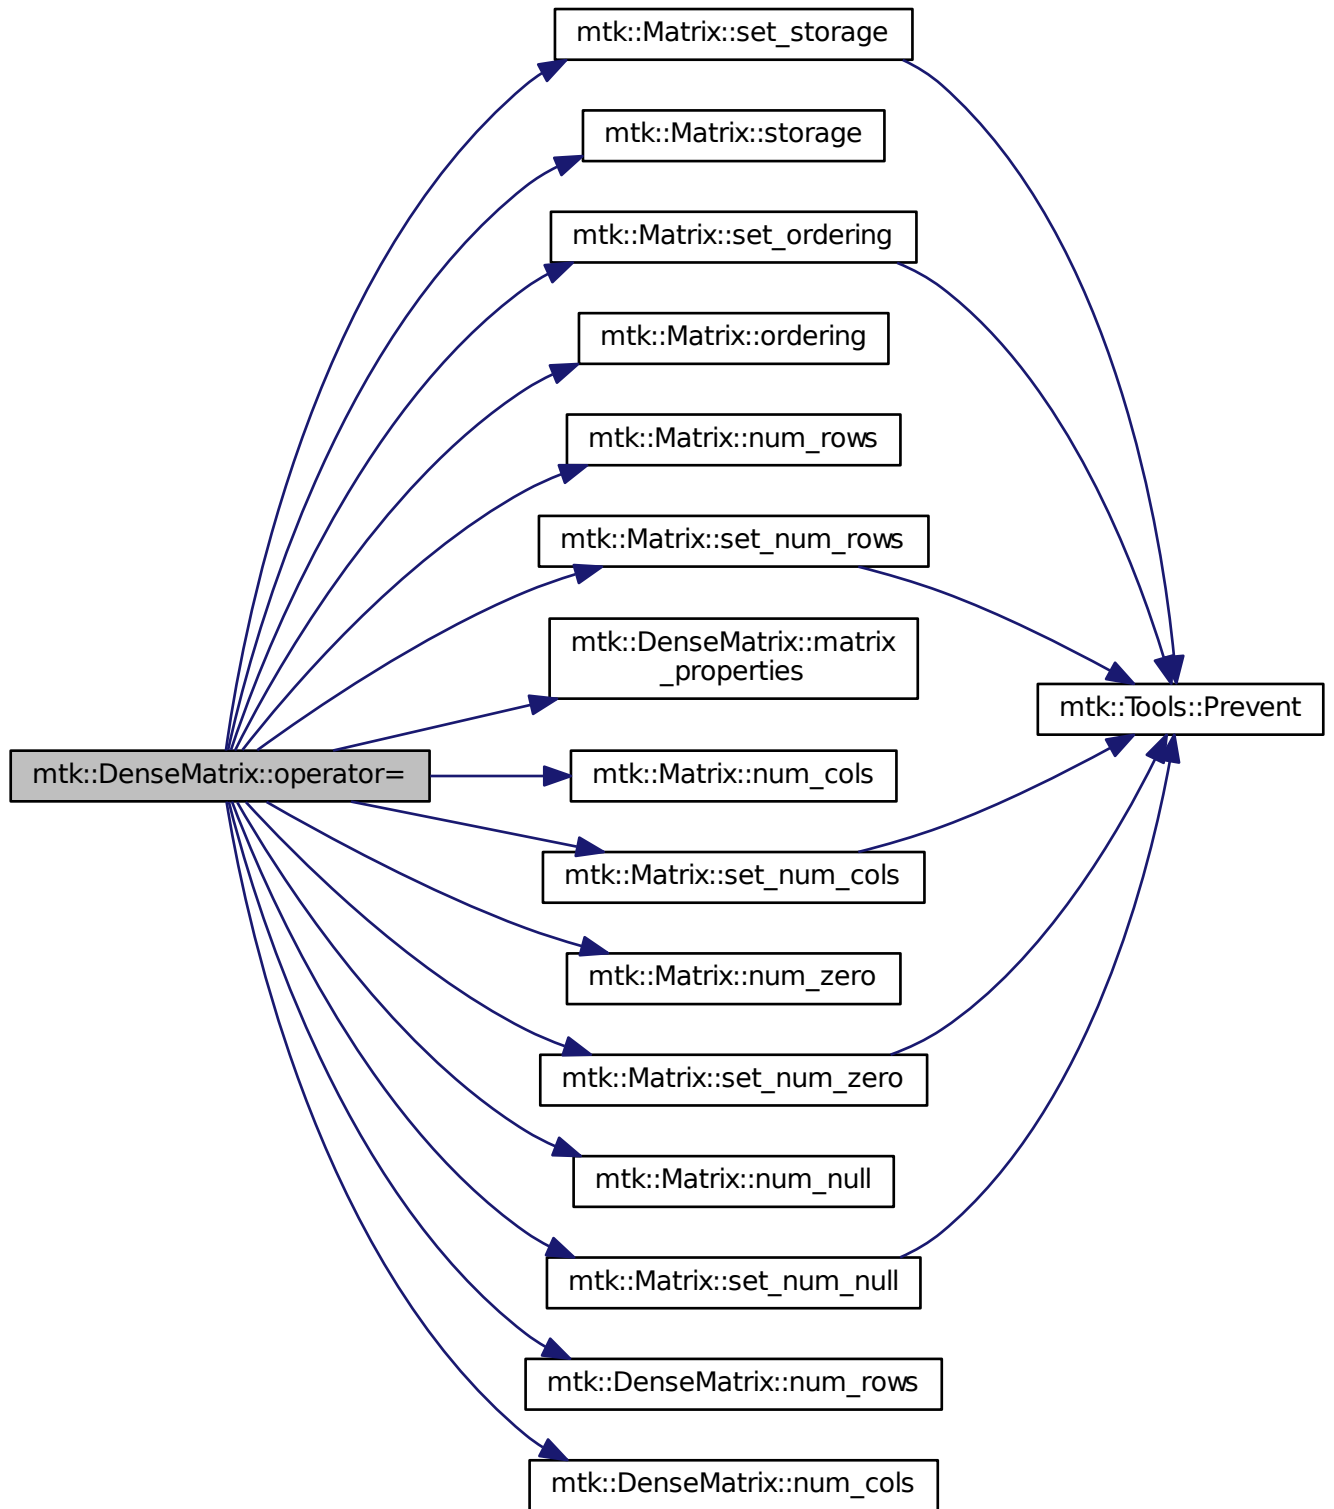 mtk::Matrix::set_storage
mtk::Matrix::storage
mtk::Matrix::set_ordering
mtk::Matrix::ordering
mtk::Matrix::num_rows
mtk::Matrix::set_num_rows
mtk::DenseMatrix::matrix
_properties
mtk::Tools::Prevent
mtk::DenseMatrix::operator=
mtk::Matrix::num_cols
mtk::Matrix::set_num_cols
mtk::Matrix::num_zero
mtk::Matrix::set_num_zero
mtk::Matrix::num_null
mtk::Matrix::set_num_null
mtk::DenseMatrix::num_rows
mtk::DenseMatrix::num_cols